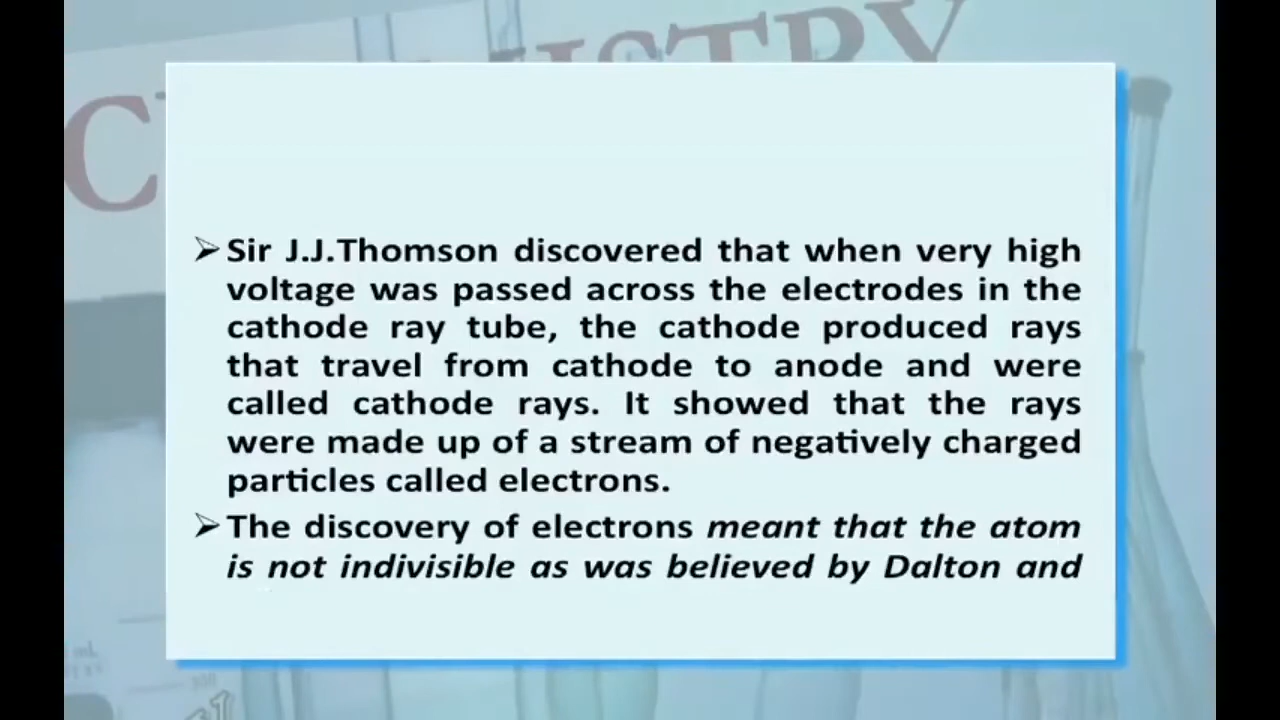 Sir J.J.Thomson discovered that when very high
voltage was passed across the electrodes in the
cathode ray tube, the cathode produced rays
that travel from cathode to anode and were
called cathode rays. It showed that the rays
were made up of a stream of negatively charged
particles called electrons.
The discovery of electrons meant that the atom
is not indivisible as was believed by Dalton and